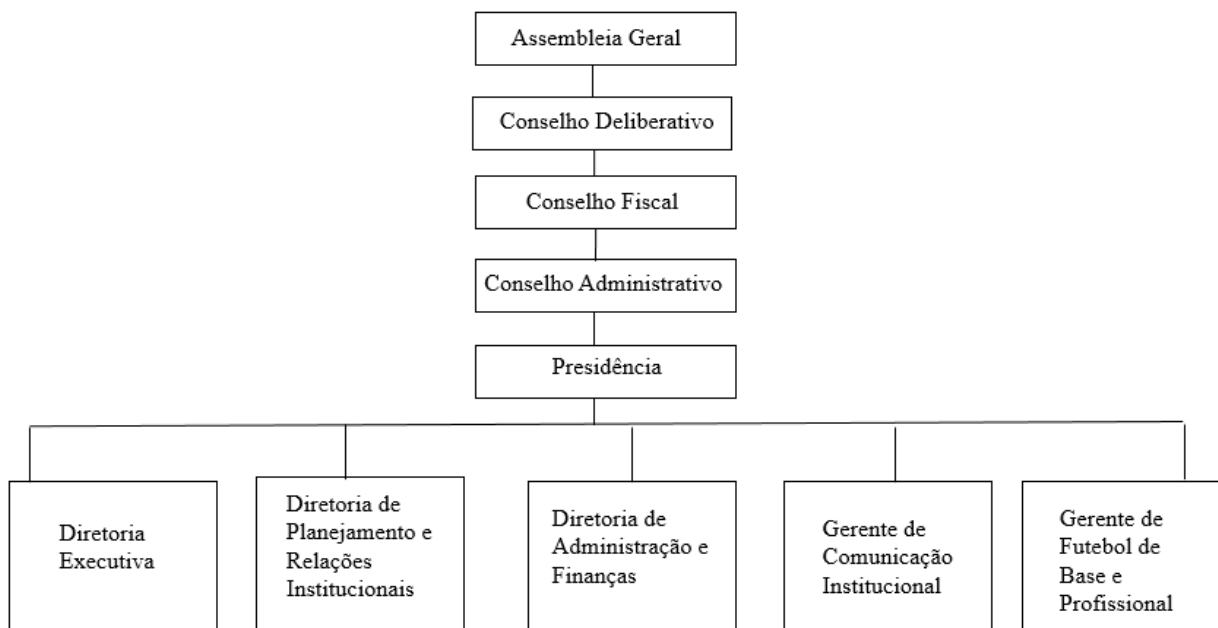 Assembleia Geral
Conselho Deliberativo
Conselho Fiscal
Conselho Administrativo
Presidência
Diretoria
Executiva
Diretoria de
Planejamento e
Relações
Institucionais
Diretoria de
Administração e
Finanças
Gerente de
Comunicação
Institucional
Gerente de
Futebol de
Base e
Profissional